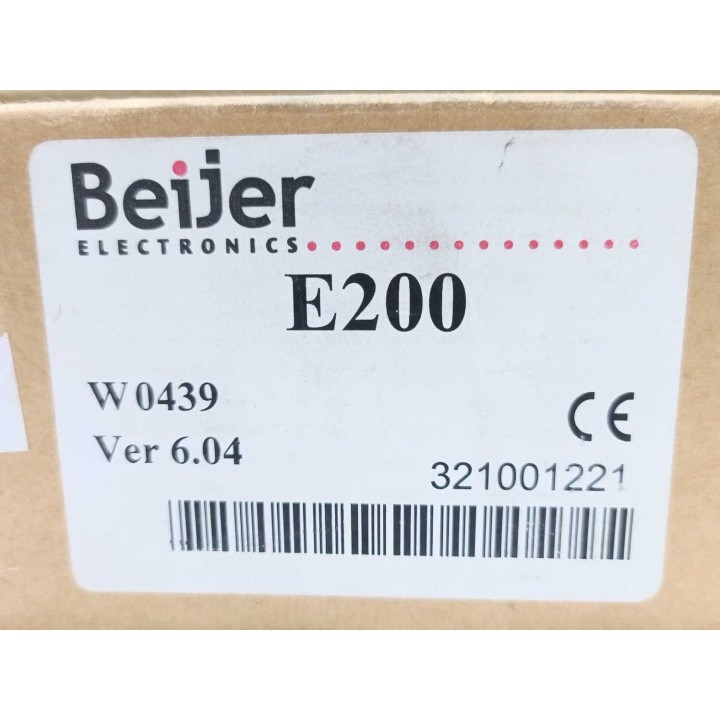 Beijer
ELECTRONICS
E200
W 0439
Ver 6.04
CE
321001221